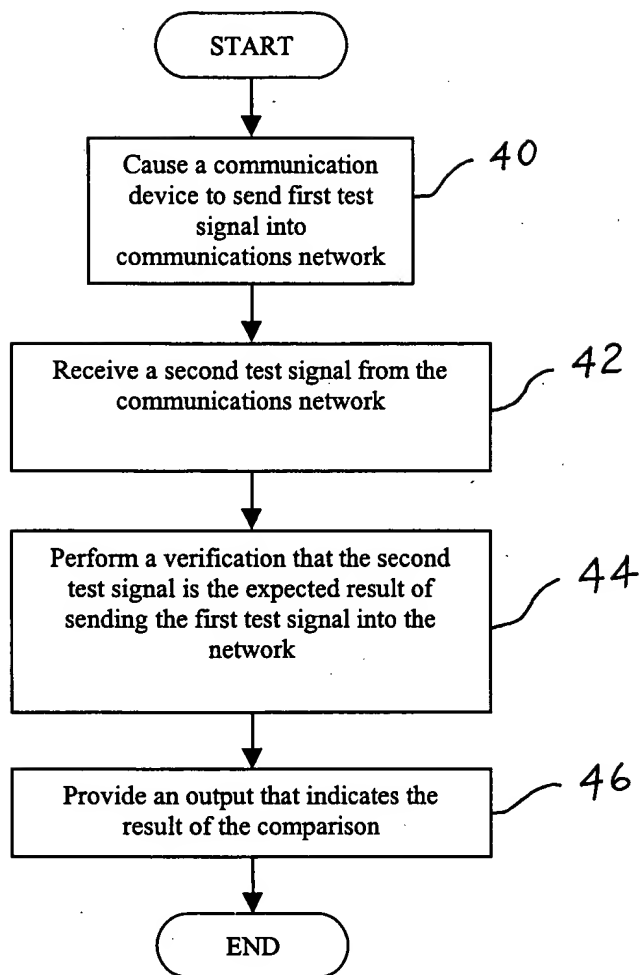 START
Cause a communication
device to send first test
signal into
communications network
40
Receive a second test signal from the
communications network
42
Perform a verification that the second
test signal is the expected result of
sending the first test signal into the
network
44
Provide an output that indicates the
result of the comparison
46
END